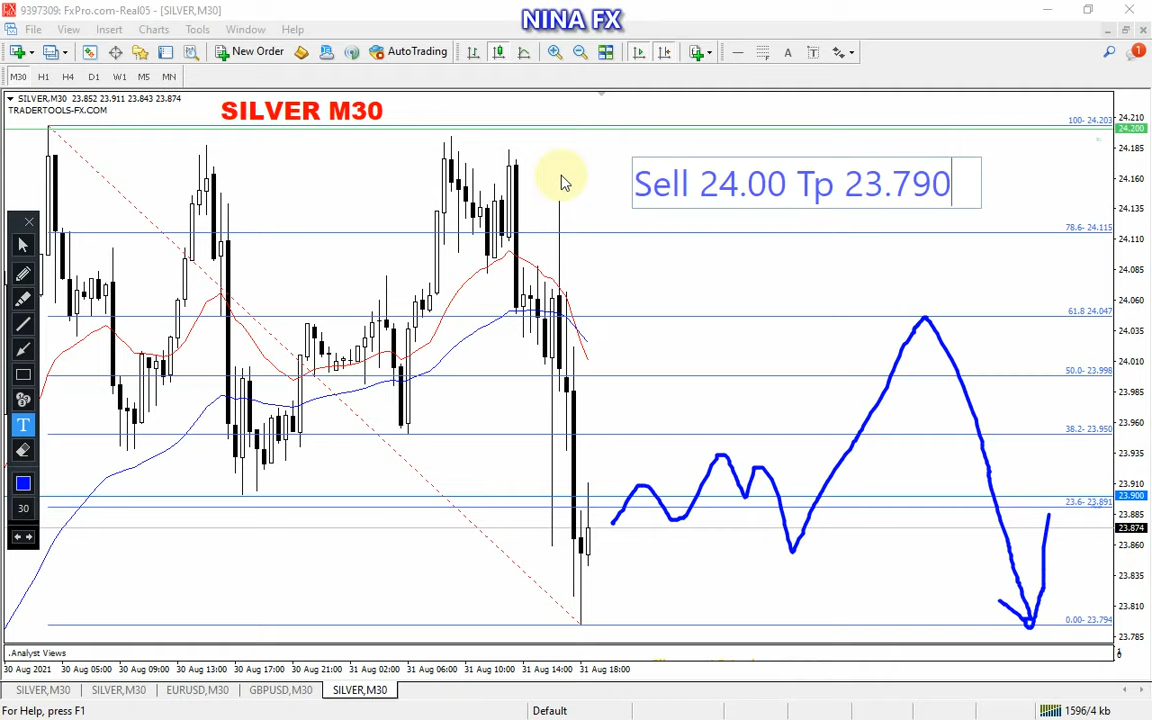 9397309: FxPro.com-Real05 - [SILVER,M30]
NINA FX
File View Insert Charts Tools Window Help
New Order AutoTrading 1
M30 H1 H4 D1 W1 M5 MN
SILVER,M30 23.852 23.911 23.843 23.874
TRADERTOOLS-FX.COM
SILVER M30
Sell 24.00 Tp 23.790
100- 24.203
78.6- 24.115
61.8 24.047
50.0- 23.998
38.2- 23.950
23.6- 23.891
0.00- 23.794
24.210
24.200
24.185
24.160
24.135
24.110
24.085
24.060
24.035
24.010
23.985
23.960
23.935
23.910
23.900
23.885
23.874
23.860
23.835
23.810
23.785
T
30
.Analyst Views
30 Aug 2021 30 Aug 05:00 30 Aug 09:00 30 Aug 13:00 30 Aug 17:00 30 Aug 21:00 31 Aug 02:00 31 Aug 06:00 31 Aug 10:00 31 Aug 14:00 31 Aug 18:00
SILVER,M30 SILVER,M30 EURUSD,M30 GBPUSD,M30 SILVER,M30
For Help, press F1 Default 1596/4 kb